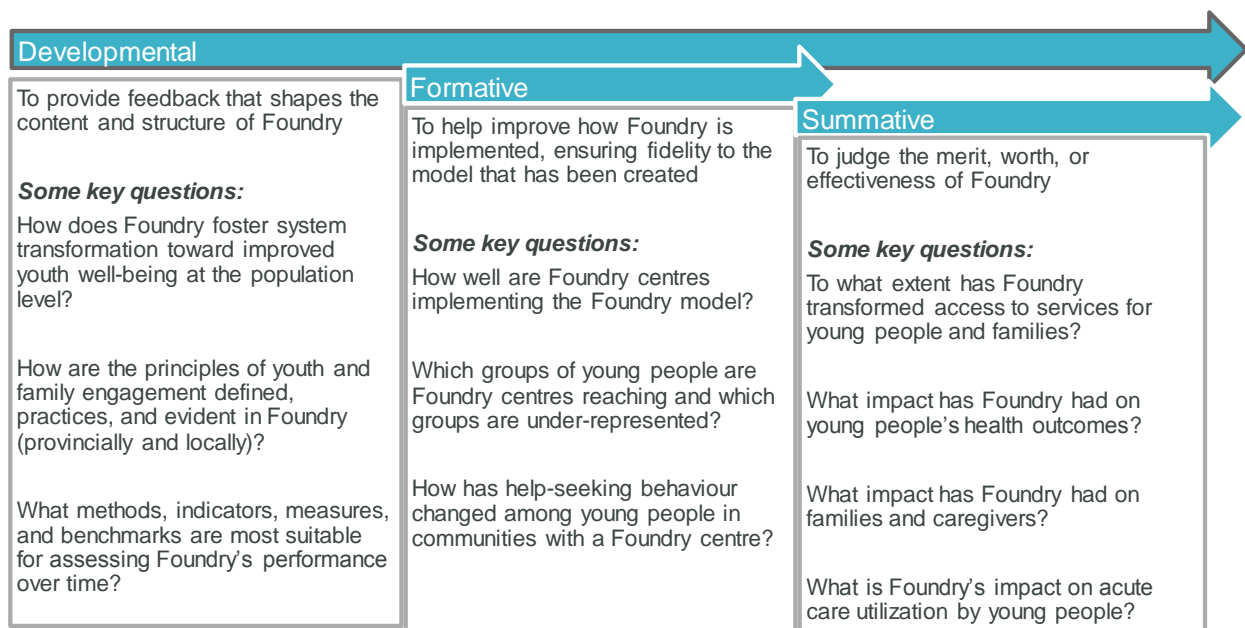 Developmental
To provide feedback that shapes the
content and structure of Foundry
Some key questions:
How does Foundry foster system
transformation toward improved
youth well-being at the population
level?
How are the principles of youth and
family engagement defined,
practices, and evident in Foundry
(provincially and locally)?
What methods, indicators, measures,
and benchmarks are most suitable
for assessing Foundry’s performance
over time?
Formative
To help improve how Foundry is
implemented, ensuring fidelity to the
model that has been created
Some key questions:
How well are Foundry centres
implementing the Foundry model?
Which groups of young people are
Foundry centres reaching and which
groups are under-represented?
How has help-seeking behaviour
changed among young people in
communities with a Foundry centre?
Summative
To judge the merit, worth, or
effectiveness of Foundry
Some key questions:
To what extent has Foundry
transformed access to services for
young people and families?
What impact has Foundry had on
young people’s health outcomes?
What impact has Foundry had on
families and caregivers?
What is Foundry’s impact on acute
care utilization by young people?